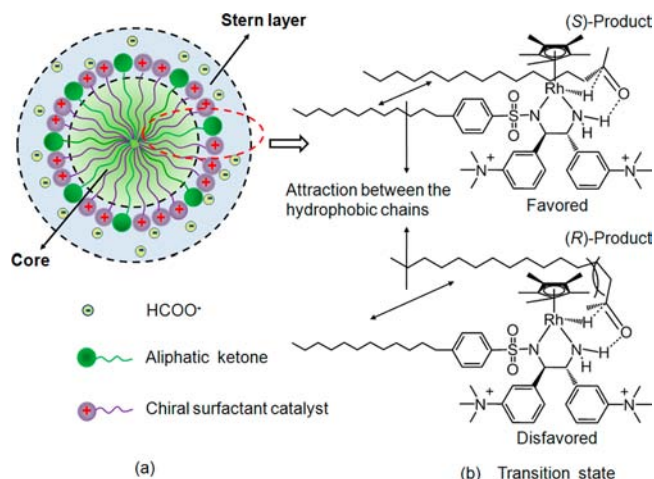 Stern layer
Core
HCOO⁻
Aliphatic ketone
Chiral surfactant catalyst
(a)
(S)-Product
Rh
H
O
O
S
O
N
N
H
H
N
+
N
+
Favored
Attraction between the
hydrophobic chains
(R)-Product
Rh
H
O
O
S
O
N
N
H
H
N
+
N
+
Disfavored
(b) Transition state